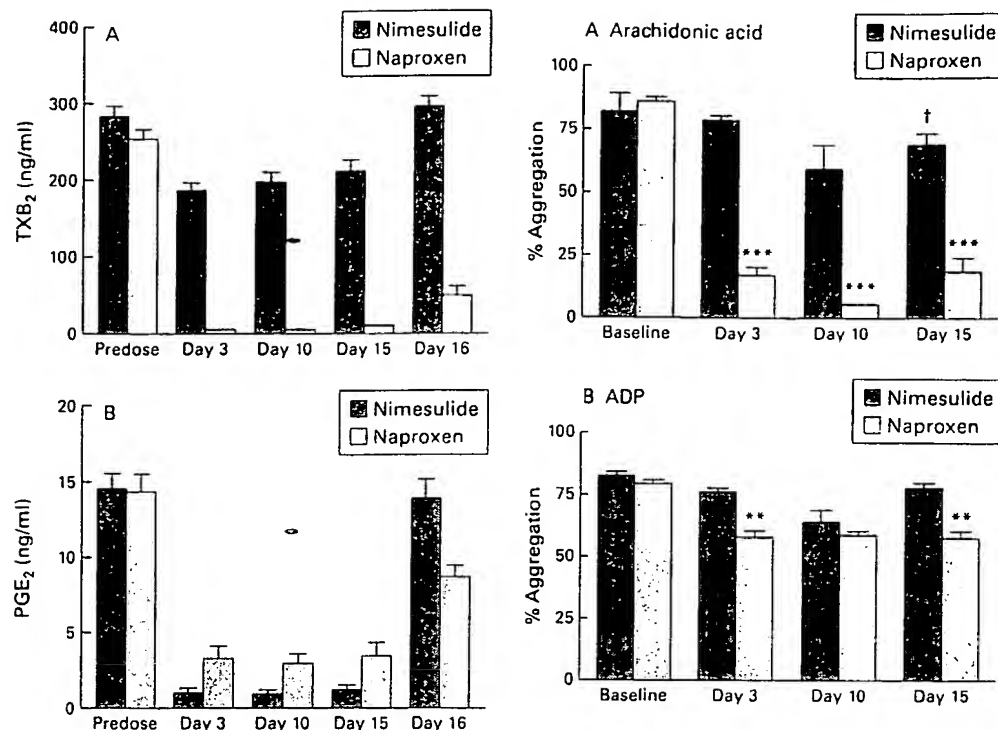 A
Nimesulide
Naproxen
TXB2 (ng/ml)
400
300
200
100
0
Predose Day 3 Day 10 Day 15 Day 16
B
Nimesulide
Naproxen
PGE2 (ng/ml)
20
15
10
5
0
Predose Day 3 Day 10 Day 15 Day 16
A Arachidonic acid
Nimesulide
Naproxen
% Aggregation
100
75
50
25
0
***
***
†
***
Baseline Day 3 Day 10 Day 15
B ADP
Nimesulide
Naproxen
% Aggregation
100
75
50
25
0
**
**
Baseline Day 3 Day 10 Day 15